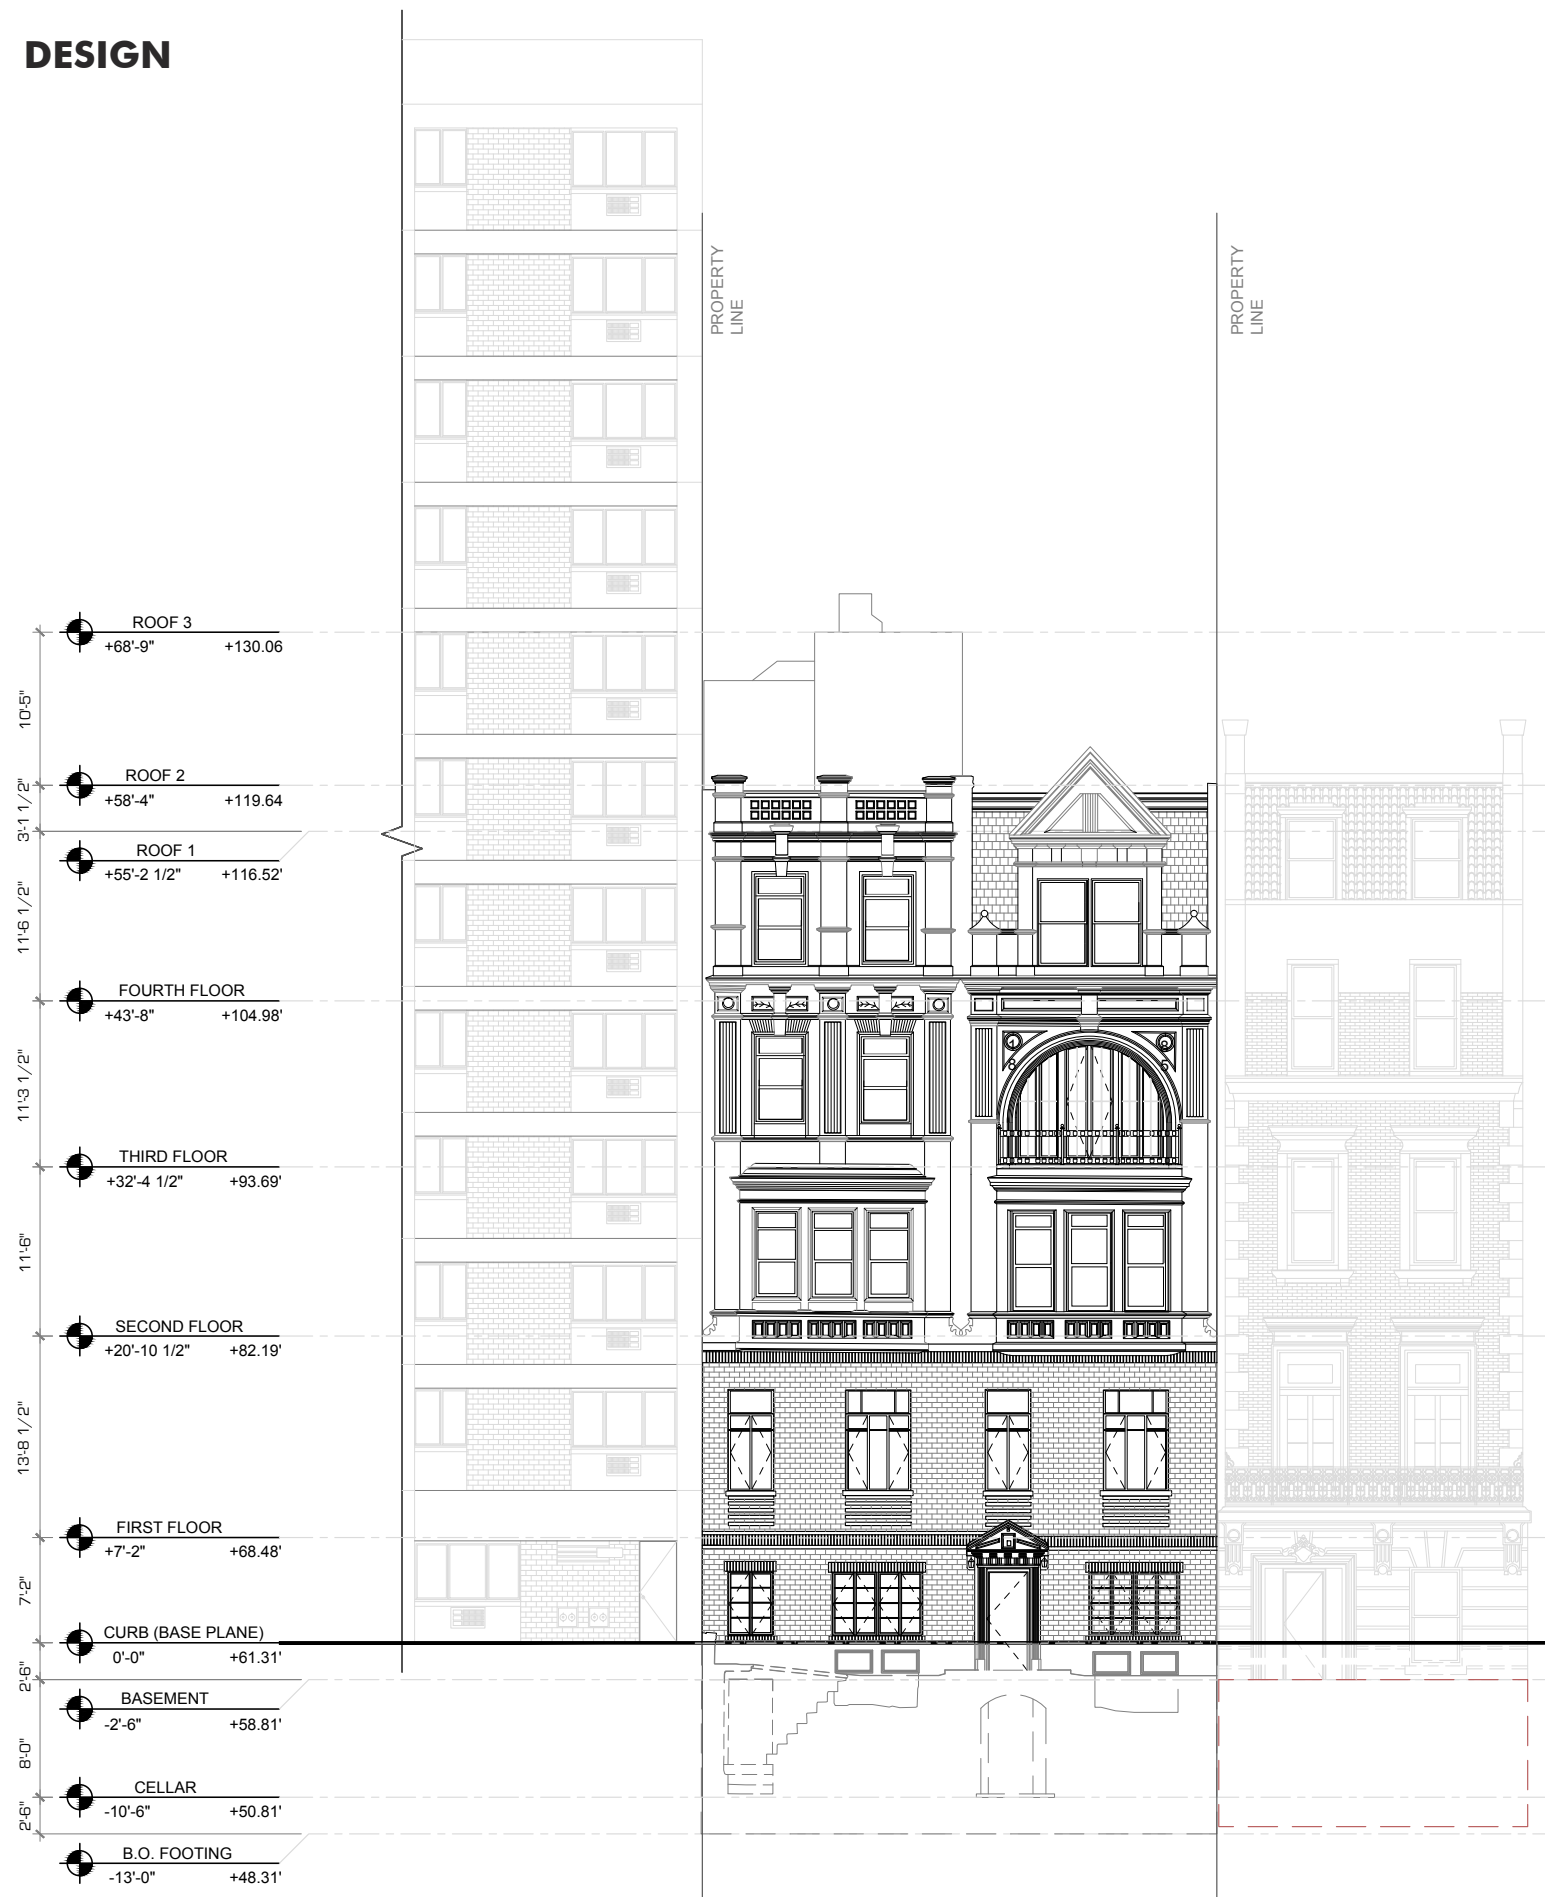 DESIGN
PROPERTY
LINE
PROPERTY
LINE
ROOF 3
+68'-9" +130.06
10'-5"
ROOF 2
+58'-4" +119.64
3'-1 1/2"
ROOF 1
+55'-2 1/2" +116.52'
11'-6 1/2"
FOURTH FLOOR
+43'-8" +104.98'
1 8
8 5
11'-3 1/2"
THIRD FLOOR
+32'-4 1/2" +93.69'
11'-6"
SECOND FLOOR
+20'-10 1/2" +82.19'
13'-8 1/2"
FIRST FLOOR
+7'-2" +68.48'
7'-2"
CURB (BASE PLANE)
0'-0" +61.31'
2'-6"
BASEMENT
-2'-6" +58.81'
8'-0"
CELLAR
-10'-6" +50.81'
2'-6"
B.O. FOOTING
-13'-0" +48.31'